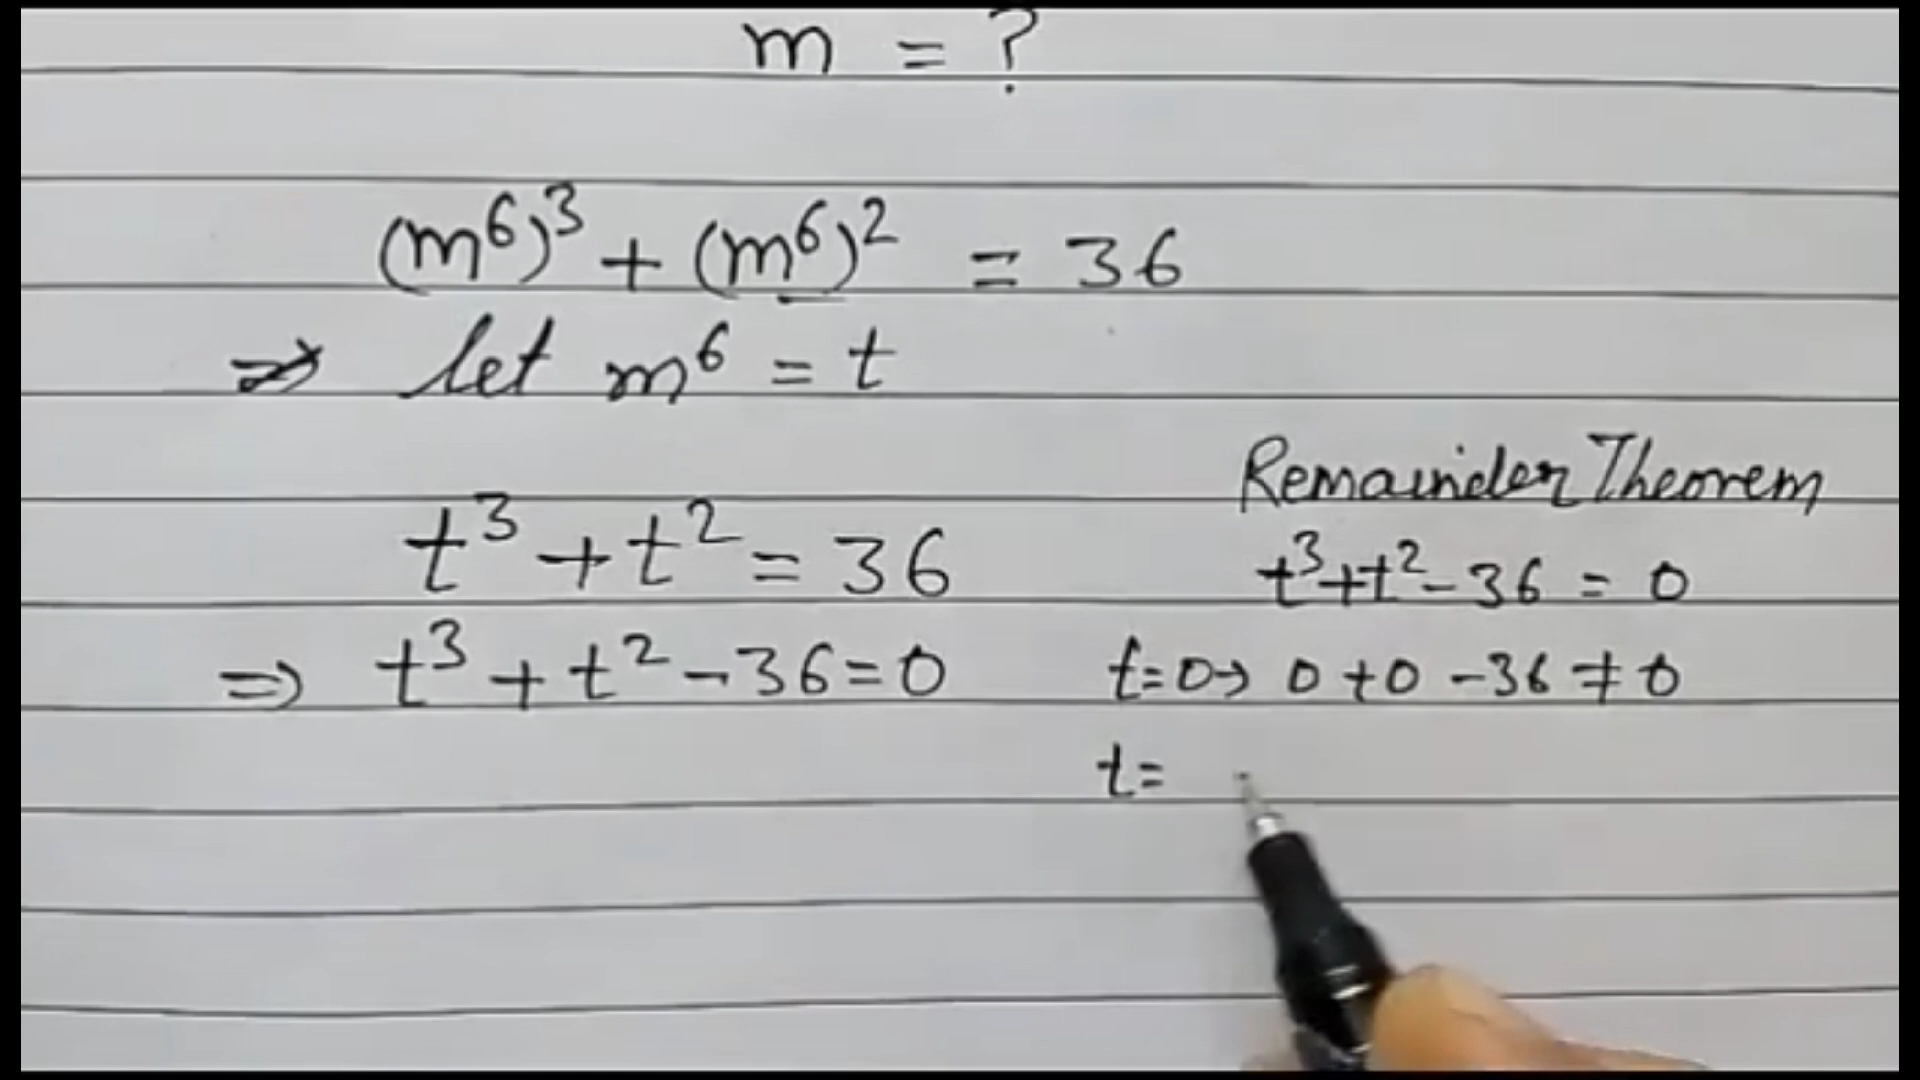 m = ?
(m⁶)³ + (m⁶)² = 36
⇒ let m⁶ = t
t³ + t² = 36
⇒ t³ + t² - 36 = 0
Remainder Theorem
t³+t²-36 = 0
t=0→ 0+0-36≠0
t=